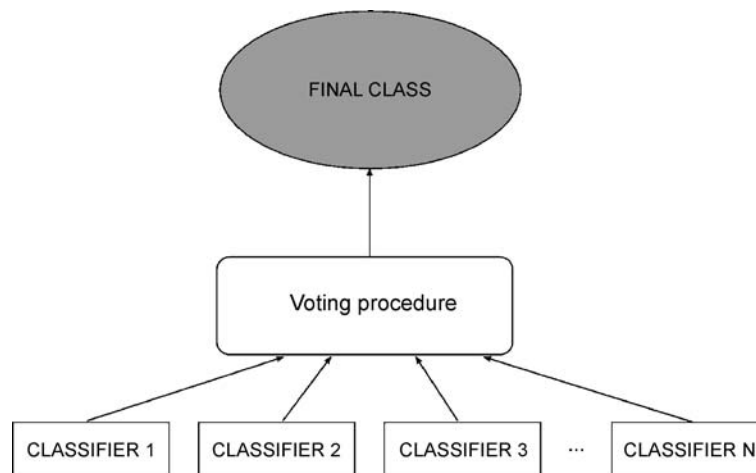 FINAL CLASS
Voting procedure
CLASSIFIER 1
CLASSIFIER 2
CLASSIFIER 3
...
CLASSIFIER N